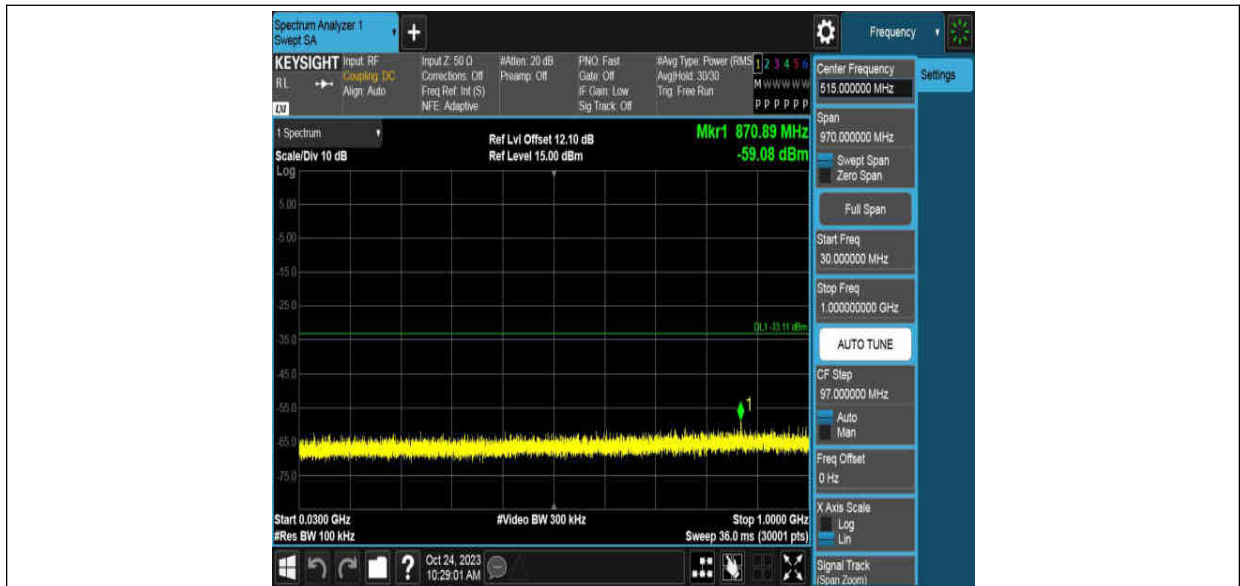 Spectrum Analyzer 1
Swept SA
+
Frequency
KEYSIGHT
RL
LXI
Input: RF
Coupling: DC
Align: Auto
Input Z: 50 Ω
Corrections: Off
Freq Ref: Int (S)
NFE: Adaptive
#Atten: 20 dB
Preamp: Off
PNO: Fast
Gate: Off
IF Gain: Low
Sig Track: Off
#Avg Type: Power (RMS
Avg|Hold: 30/30
Trig: Free Run
1 2 3 4 5 6
M W W W W W
P P P P P P
1 Spectrum
Scale/Div 10 dB
Log
Ref Lvl Offset 12.10 dB
Ref Level 15.00 dBm
Mkr1 870.89 MHz
-59.08 dBm
5.00
-5.00
-15.0
-25.0
DL1 -33.11 dBm
-35.0
-45.0
-55.0
1
-65.0
-75.0
Start 0.0300 GHz
#Res BW 100 kHz
#Video BW 300 kHz
Stop 1.0000 GHz
Sweep 36.0 ms (30001 pts)
?
Oct 24, 2023
10:29:01 AM
Center Frequency
515.000000 MHz
Span
970.000000 MHz
Swept Span
Zero Span
Full Span
Start Freq
30.000000 MHz
Stop Freq
1.000000000 GHz
AUTO TUNE
CF Step
97.000000 MHz
Auto
Man
Freq Offset
0 Hz
X Axis Scale
Log
Lin
Signal Track
(Span Zoom)
Settings